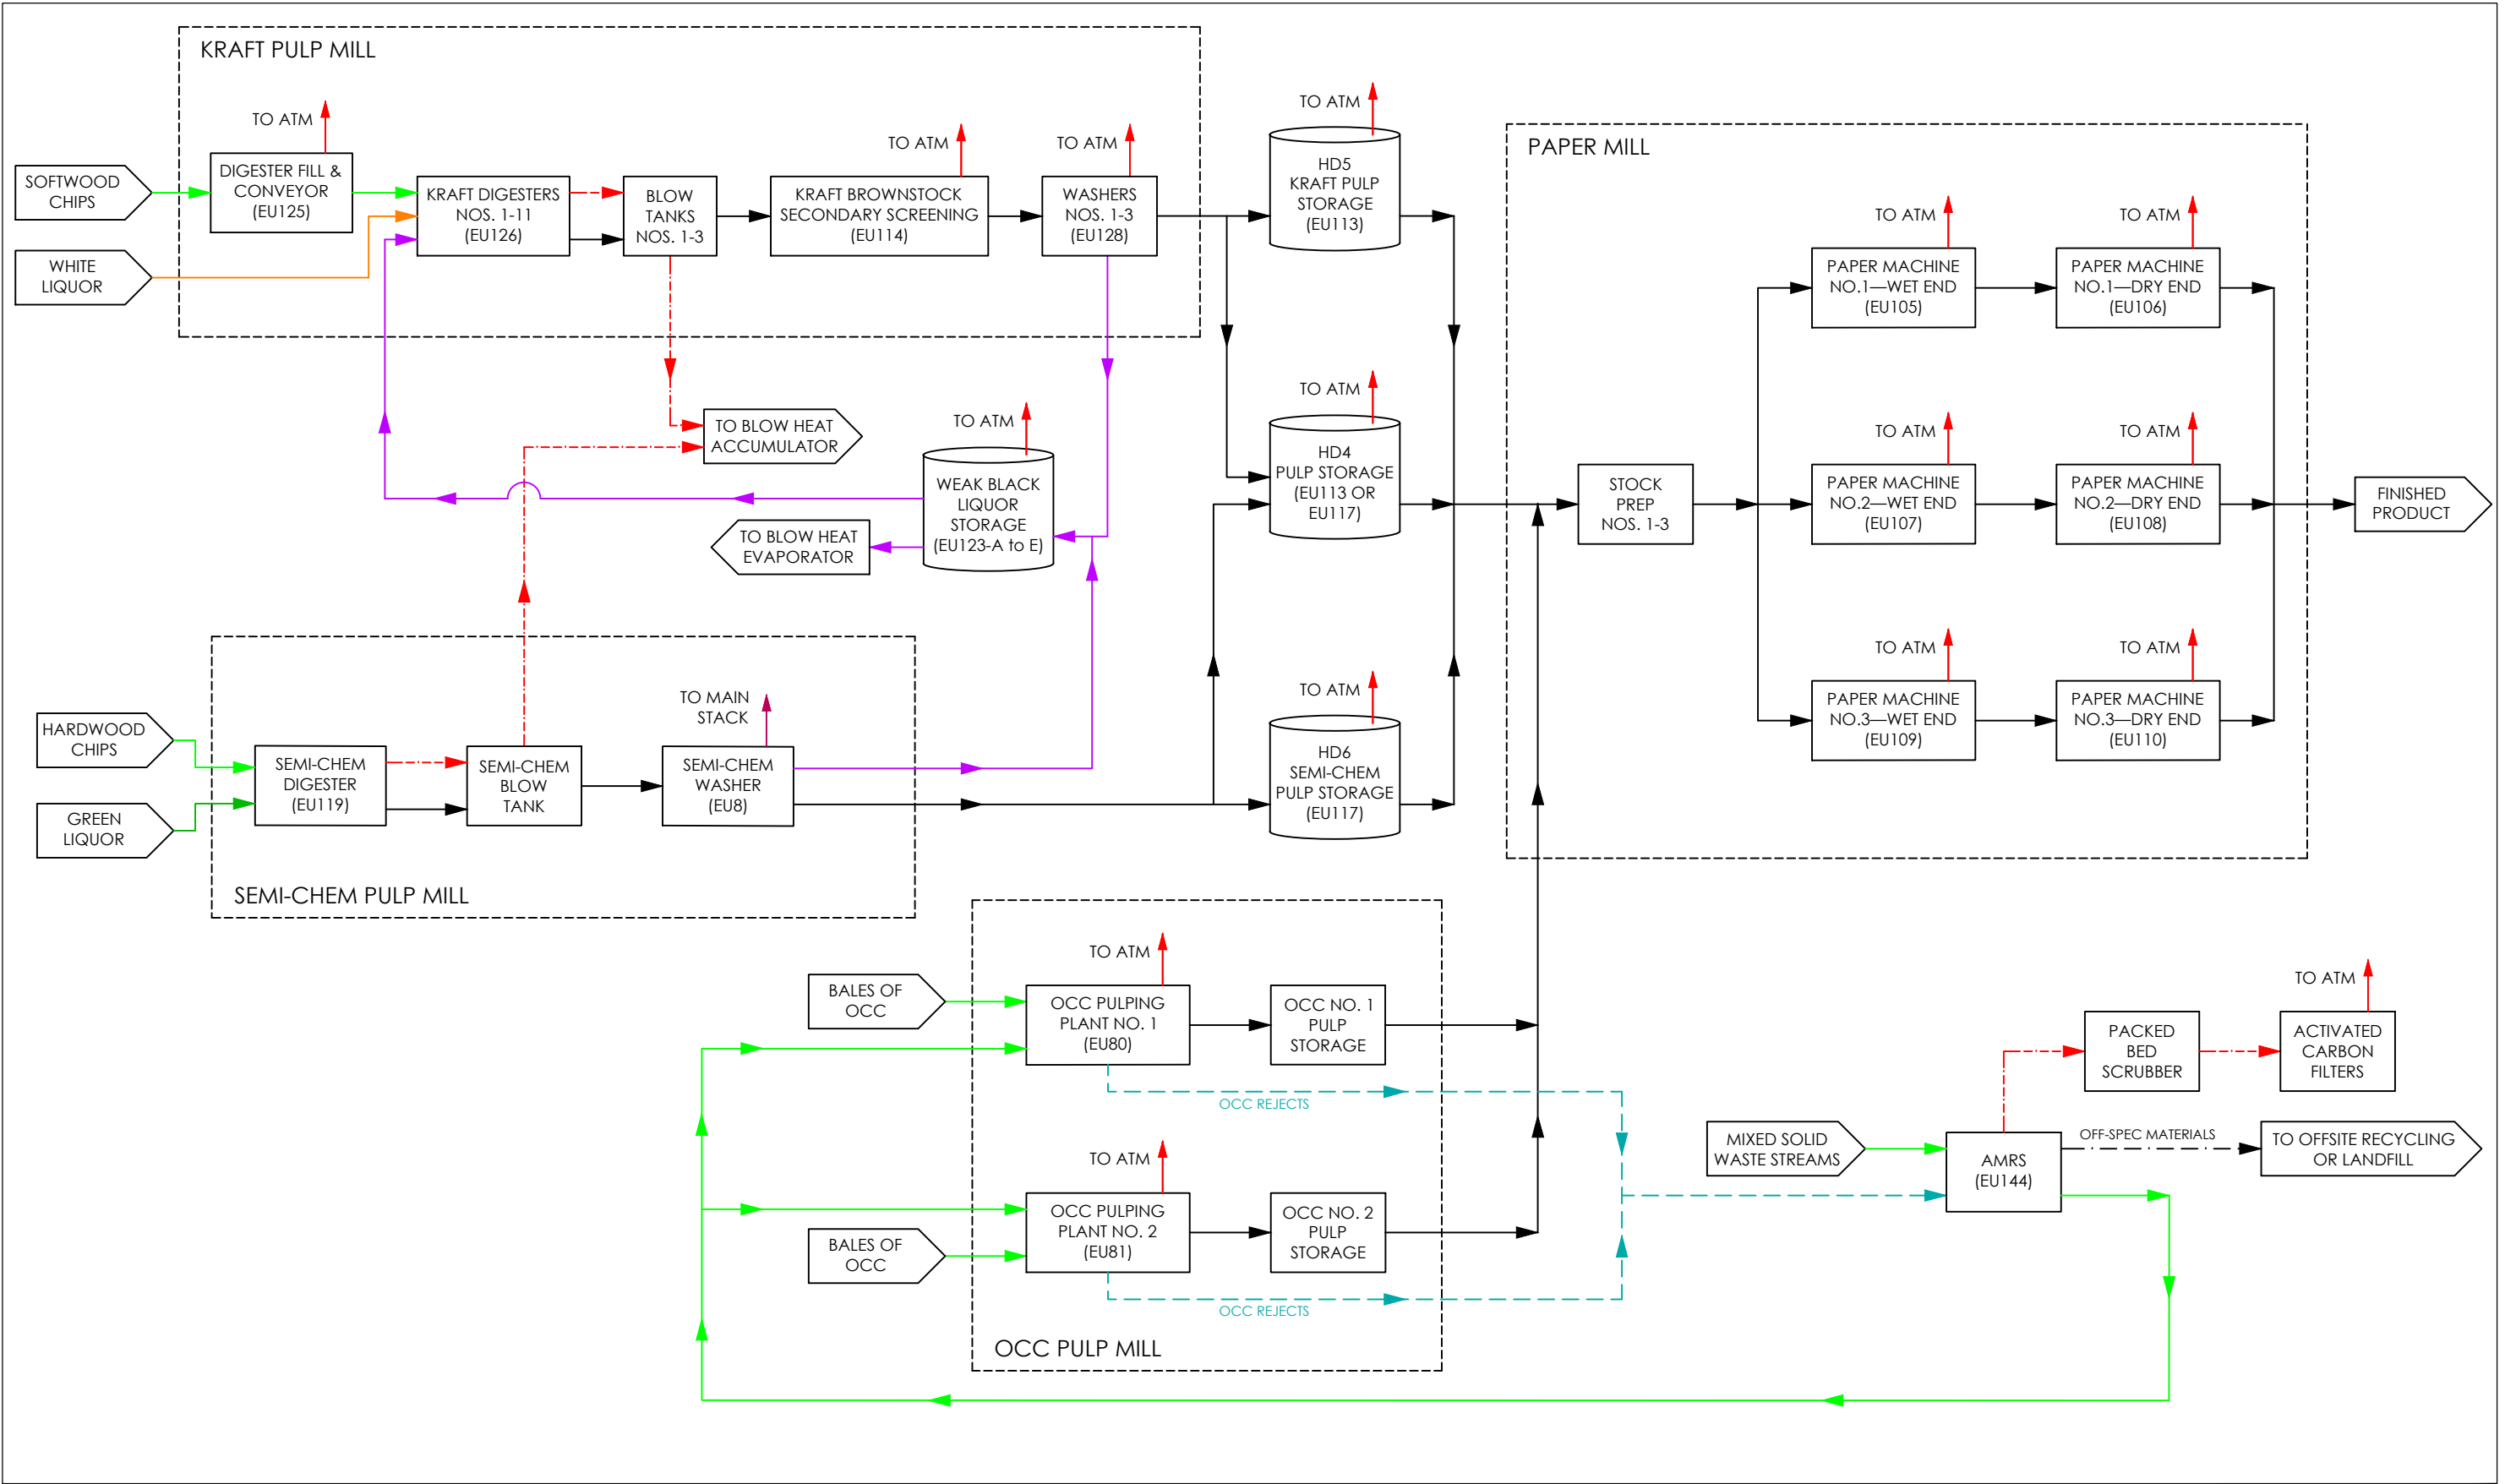 KRAFT PULP MILL
TO ATM
SOFTWOOD
CHIPS
DIGESTER FILL &
CONVEYOR
(EU125)
WHITE
LIQUOR
KRAFT DIGESTERS
NOS. 1-11
(EU126)
BLOW
TANKS
NOS. 1-3
TO ATM
KRAFT BROWNSTOCK
SECONDARY SCREENING
(EU114)
TO ATM
WASHERS
NOS. 1-3
(EU128)
TO ATM
HD5
KRAFT PULP
STORAGE
(EU113)
TO BLOW HEAT
ACCUMULATOR
TO ATM
WEAK BLACK
LIQUOR
STORAGE
(EU123-A to E)
TO BLOW HEAT
EVAPORATOR
TO ATM
HD4
PULP STORAGE
(EU113 OR
EU117)
HARDWOOD
CHIPS
GREEN
LIQUOR
SEMI-CHEM
DIGESTER
(EU119)
SEMI-CHEM
BLOW
TANK
TO MAIN
STACK
SEMI-CHEM
WASHER
(EU8)
SEMI-CHEM PULP MILL
TO ATM
HD6
SEMI-CHEM
PULP STORAGE
(EU117)
PAPER MILL
STOCK
PREP
NOS. 1-3
TO ATM
PAPER MACHINE
NO.1—WET END
(EU105)
TO ATM
PAPER MACHINE
NO.1—DRY END
(EU106)
TO ATM
PAPER MACHINE
NO.2—WET END
(EU107)
TO ATM
PAPER MACHINE
NO.2—DRY END
(EU108)
TO ATM
PAPER MACHINE
NO.3—WET END
(EU109)
TO ATM
PAPER MACHINE
NO.3—DRY END
(EU110)
FINISHED
PRODUCT
BALES OF
OCC
TO ATM
OCC PULPING
PLANT NO. 1
(EU80)
OCC NO. 1
PULP
STORAGE
OCC REJECTS
BALES OF
OCC
TO ATM
OCC PULPING
PLANT NO. 2
(EU81)
OCC NO. 2
PULP
STORAGE
OCC REJECTS
OCC PULP MILL
MIXED SOLID
WASTE STREAMS
AMRS
(EU144)
PACKED
BED
SCRUBBER
TO ATM
ACTIVATED
CARBON
FILTERS
OFF-SPEC MATERIALS
TO OFFSITE RECYCLING
OR LANDFILL